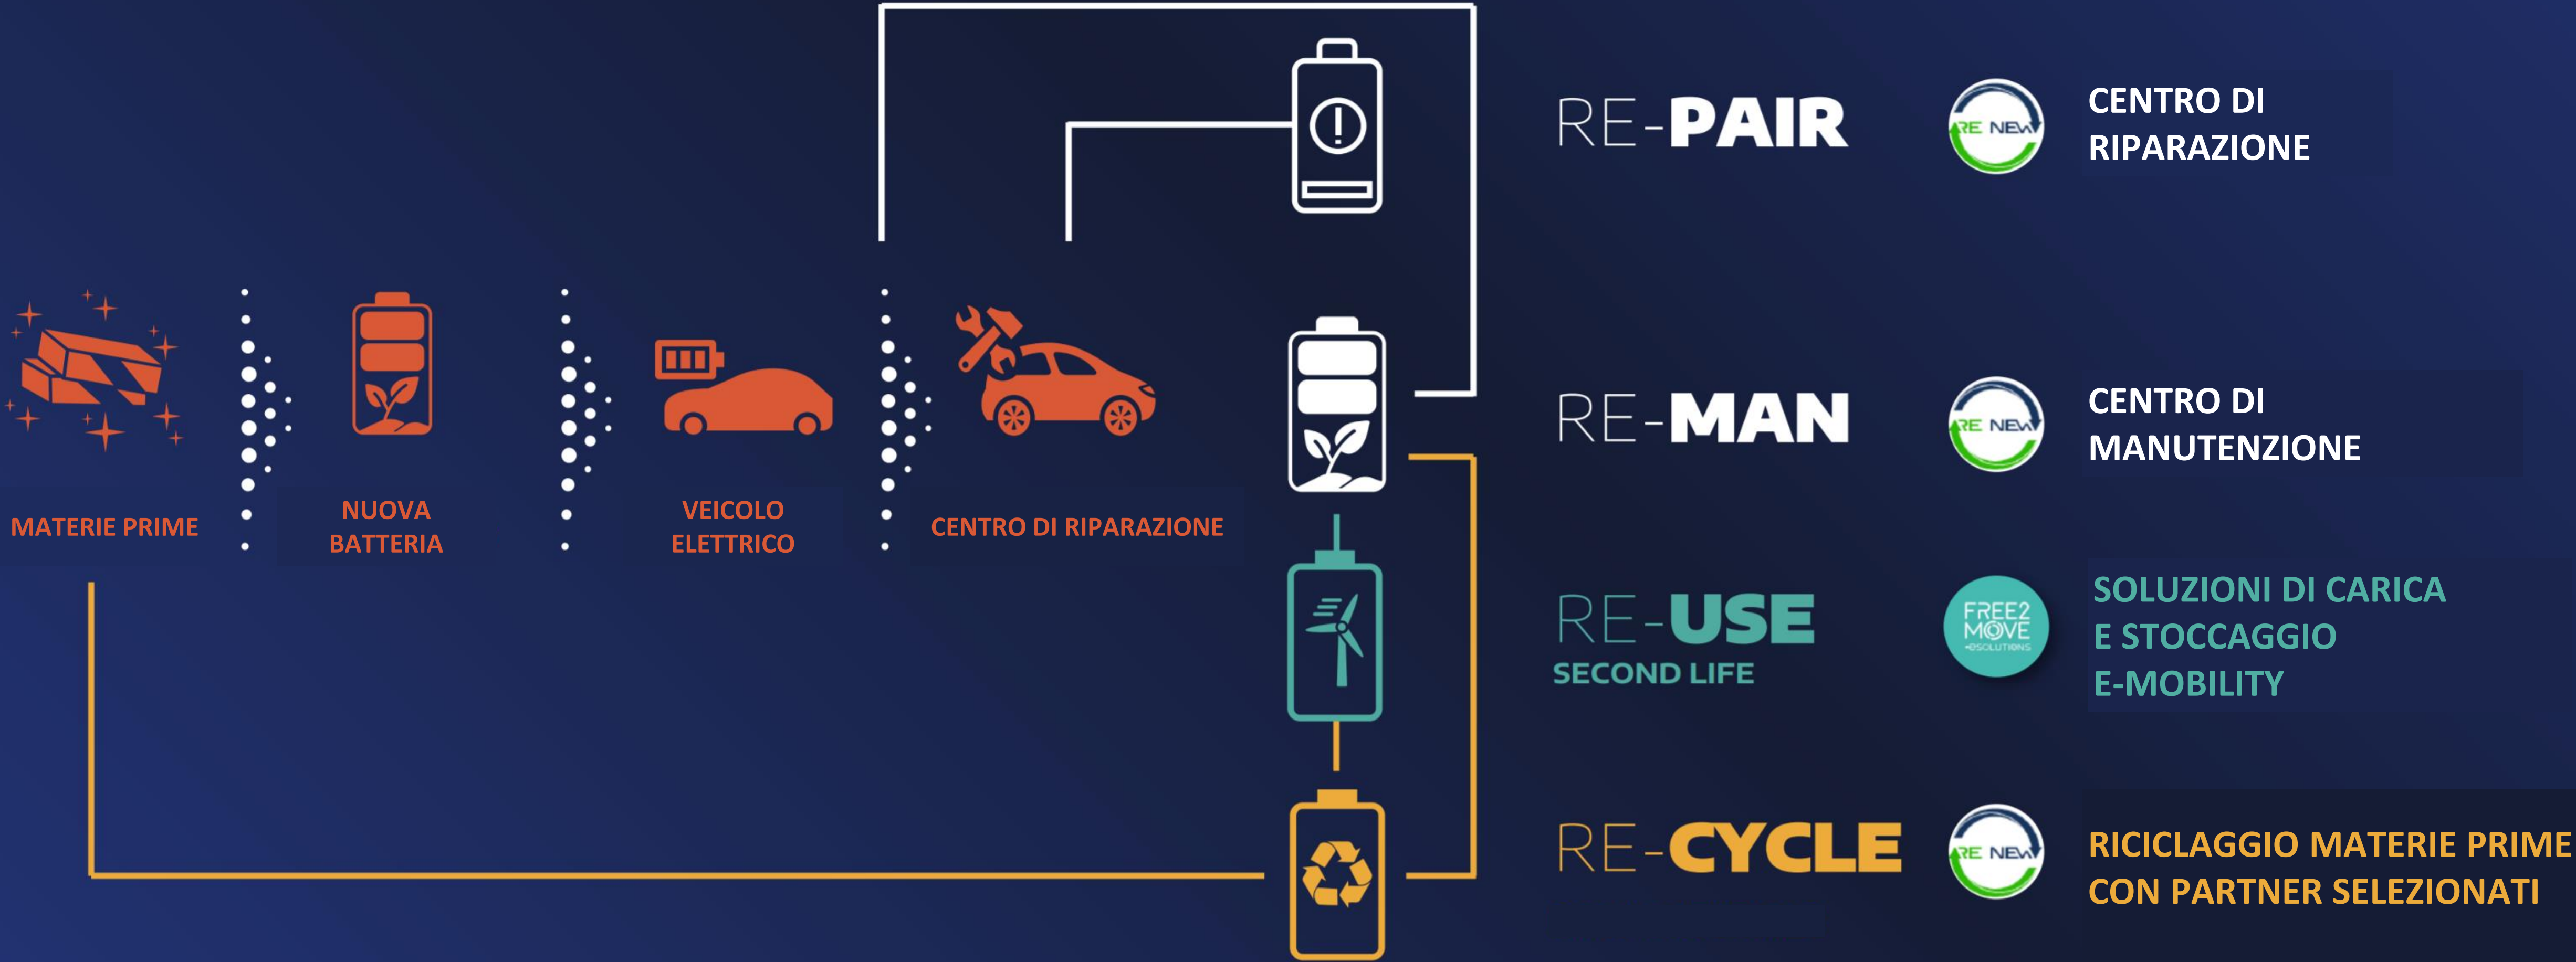 RE-PAIR
RE NEW
CENTRO DI
RIPARAZIONE
MATERIE PRIME
NUOVA
BATTERIA
VEICOLO
ELETTRICO
CENTRO DI RIPARAZIONE
RE-MAN
RE NEW
CENTRO DI
MANUTENZIONE
RE-USE
SECOND LIFE
FREE2
MOVE
eSOLUTIONS
SOLUZIONI DI CARICA
E STOCCAGGIO
E-MOBILITY
RE-CYCLE
RE NEW
RICICLAGGIO MATERIE PRIME
CON PARTNER SELEZIONATI